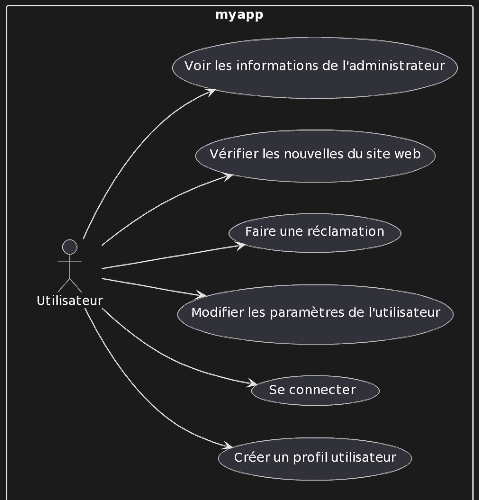 myapp
Voir les informations de l'administrateur
Vérifier les nouvelles du site web
Faire une réclamation
Utilisateur
Modifier les paramètres de l'utilisateur
Se connecter
Créer un profil utilisateur